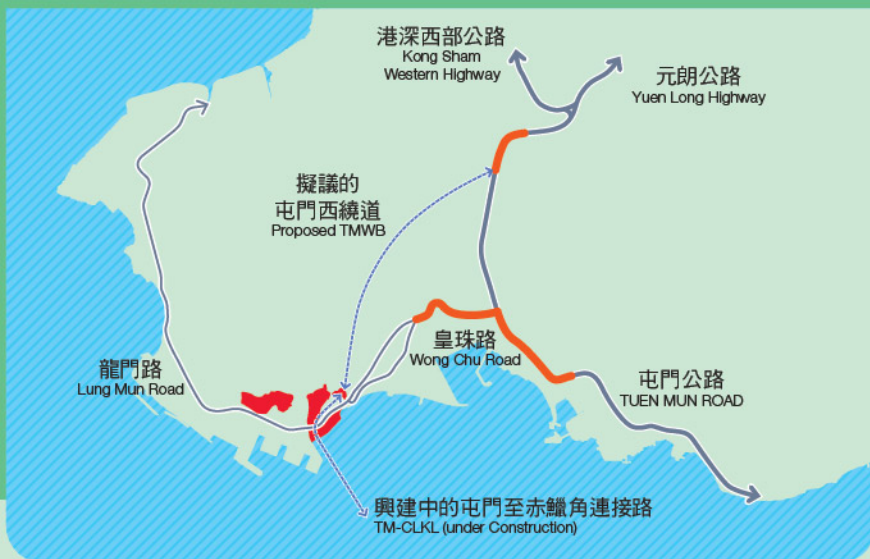 港深西部公路
Kong Sham
Western Highway
元朗公路
Yuen Long Highway
擬議的
屯門西繞道
Proposed TMWB
皇珠路
Wong Chu Road
龍門路
Lung Mun Road
屯門公路
TUEN MUN ROAD
興建中的屯門至赤鱲角連接路
TM-CLKL (under Construction)